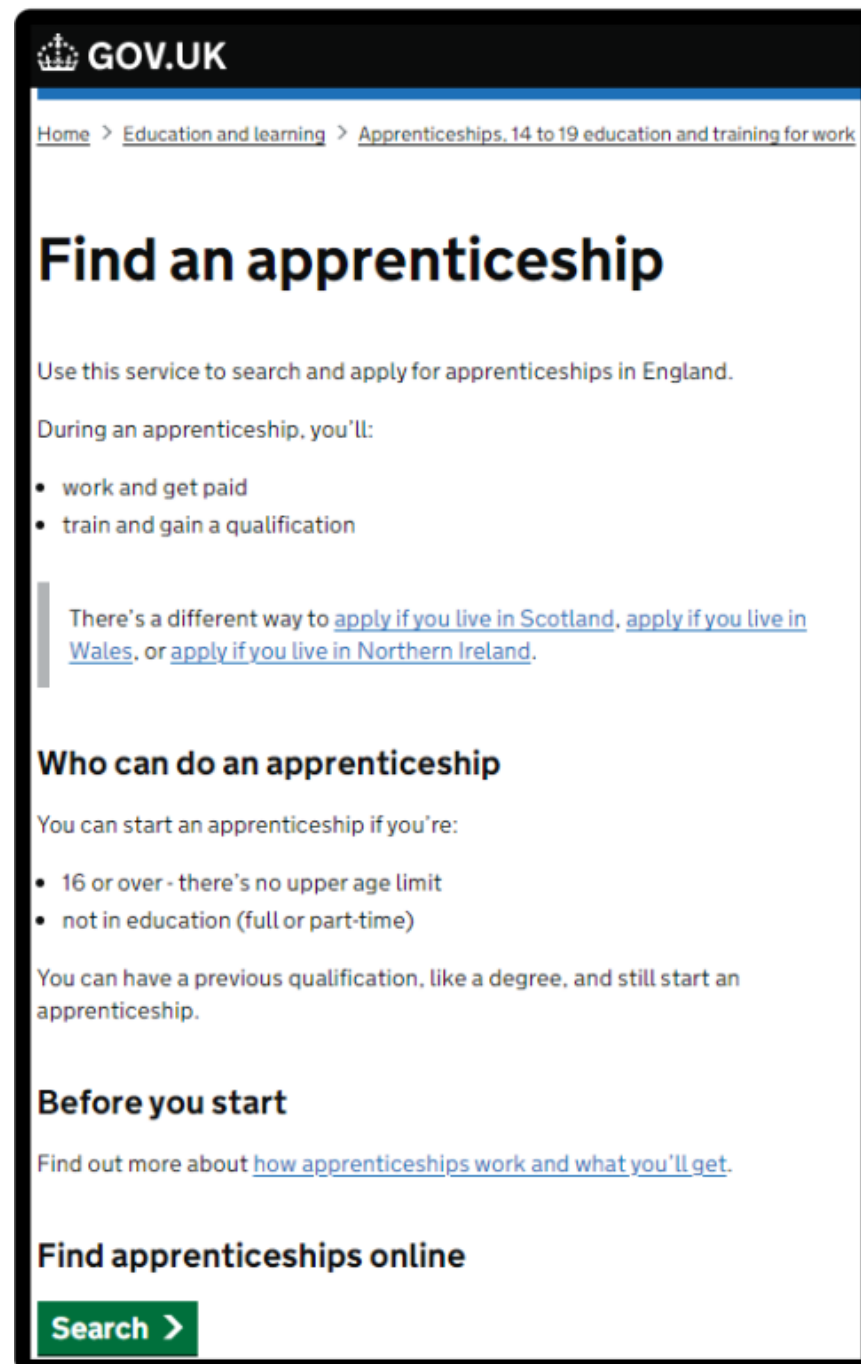 GOV.UK
Home > Education and learning > Apprenticeships, 14 to 19 education and training for work
Find an apprenticeship
Use this service to search and apply for apprenticeships in England.
During an apprenticeship, you'll:
• work and get paid
• train and gain a qualification
There's a different way to apply if you live in Scotland, apply if you live in
Wales, or apply if you live in Northern Ireland.
Who can do an apprenticeship
You can start an apprenticeship if you're:
• 16 or over - there's no upper age limit
• not in education (full or part-time)
You can have a previous qualification, like a degree, and still start an
apprenticeship.
Before you start
Find out more about how apprenticeships work and what you'll get.
Find apprenticeships online
Search >